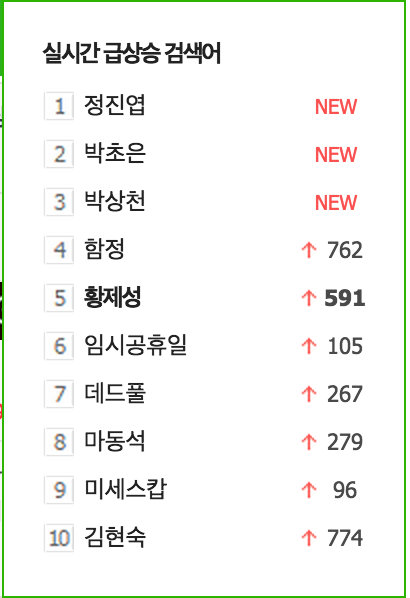 실시간 급상승 검색어
1 정진엽 NEW
2 박초은 NEW
3 박상천 NEW
4 함정 ↑ 762
5 황제성 ↑ 591
6 임시공휴일 ↑ 105
7 데드풀 ↑ 267
8 마동석 ↑ 279
9 미세스캅 ↑ 96
10 김현숙 ↑ 774